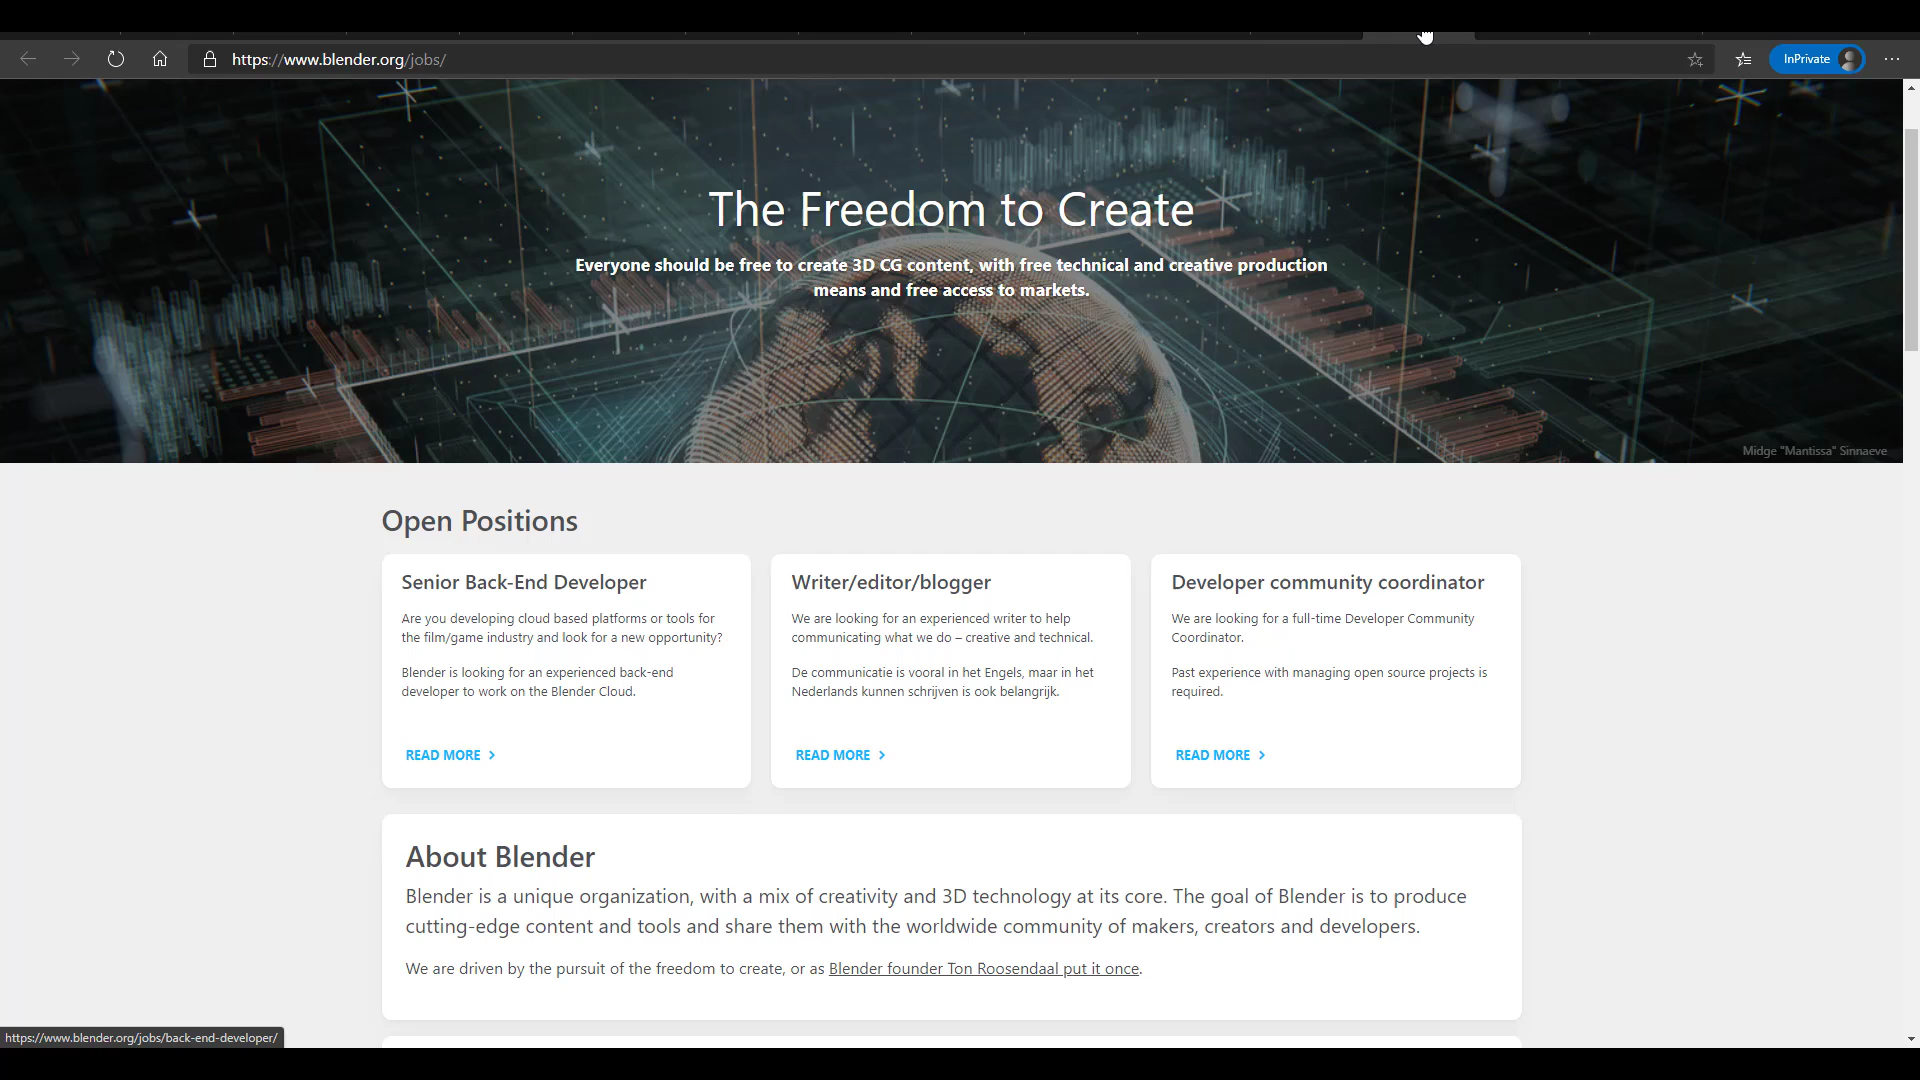 https://www.blender.org/jobs/
InPrivate
The Freedom to Create
Everyone should be free to create 3D CG content, with free technical and creative production
means and free access to markets.
Midge "Mantissa" Sinnaeve
Open Positions
Senior Back-End Developer
Are you developing cloud based platforms or tools for
the film/game industry and look for a new opportunity?
Blender is looking for an experienced back-end
developer to work on the Blender Cloud.
READ MORE
Writer/editor/blogger
We are looking for an experienced writer to help
communicating what we do – creative and technical.
De communicatie is vooral in het Engels, maar in het
Nederlands kunnen schrijven is ook belangrijk.
READ MORE
Developer community coordinator
We are looking for a full-time Developer Community
Coordinator.
Past experience with managing open source projects is
required.
READ MORE
About Blender
Blender is a unique organization, with a mix of creativity and 3D technology at its core. The goal of Blender is to produce
cutting-edge content and tools and share them with the worldwide community of makers, creators and developers.
We are driven by the pursuit of the freedom to create, or as Blender founder Ton Roosendaal put it once.
https://www.blender.org/jobs/back-end-developer/